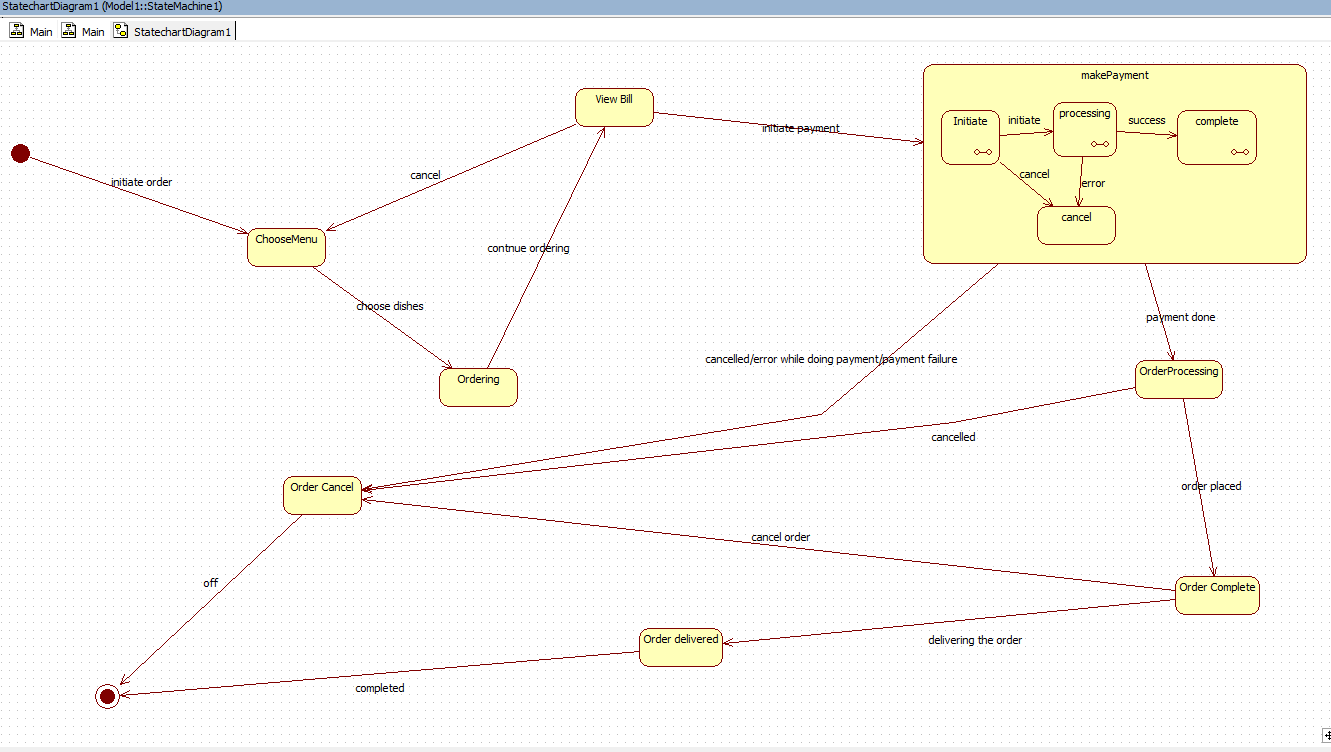 StatechartDiagram1 (Model1::StateMachine1)
Main
Main
StatechartDiagram1
makePayment
View Bill
Initiate
initiate
processing
success
complete
initiate payment
cancel
cancel
error
initiate order
cancel
ChooseMenu
contnue ordering
choose dishes
payment done
cancelled/error while doing payment/payment failure
OrderProcessing
Ordering
cancelled
Order Cancel
order placed
cancel order
off
Order Complete
Order delivered
delivering the order
completed